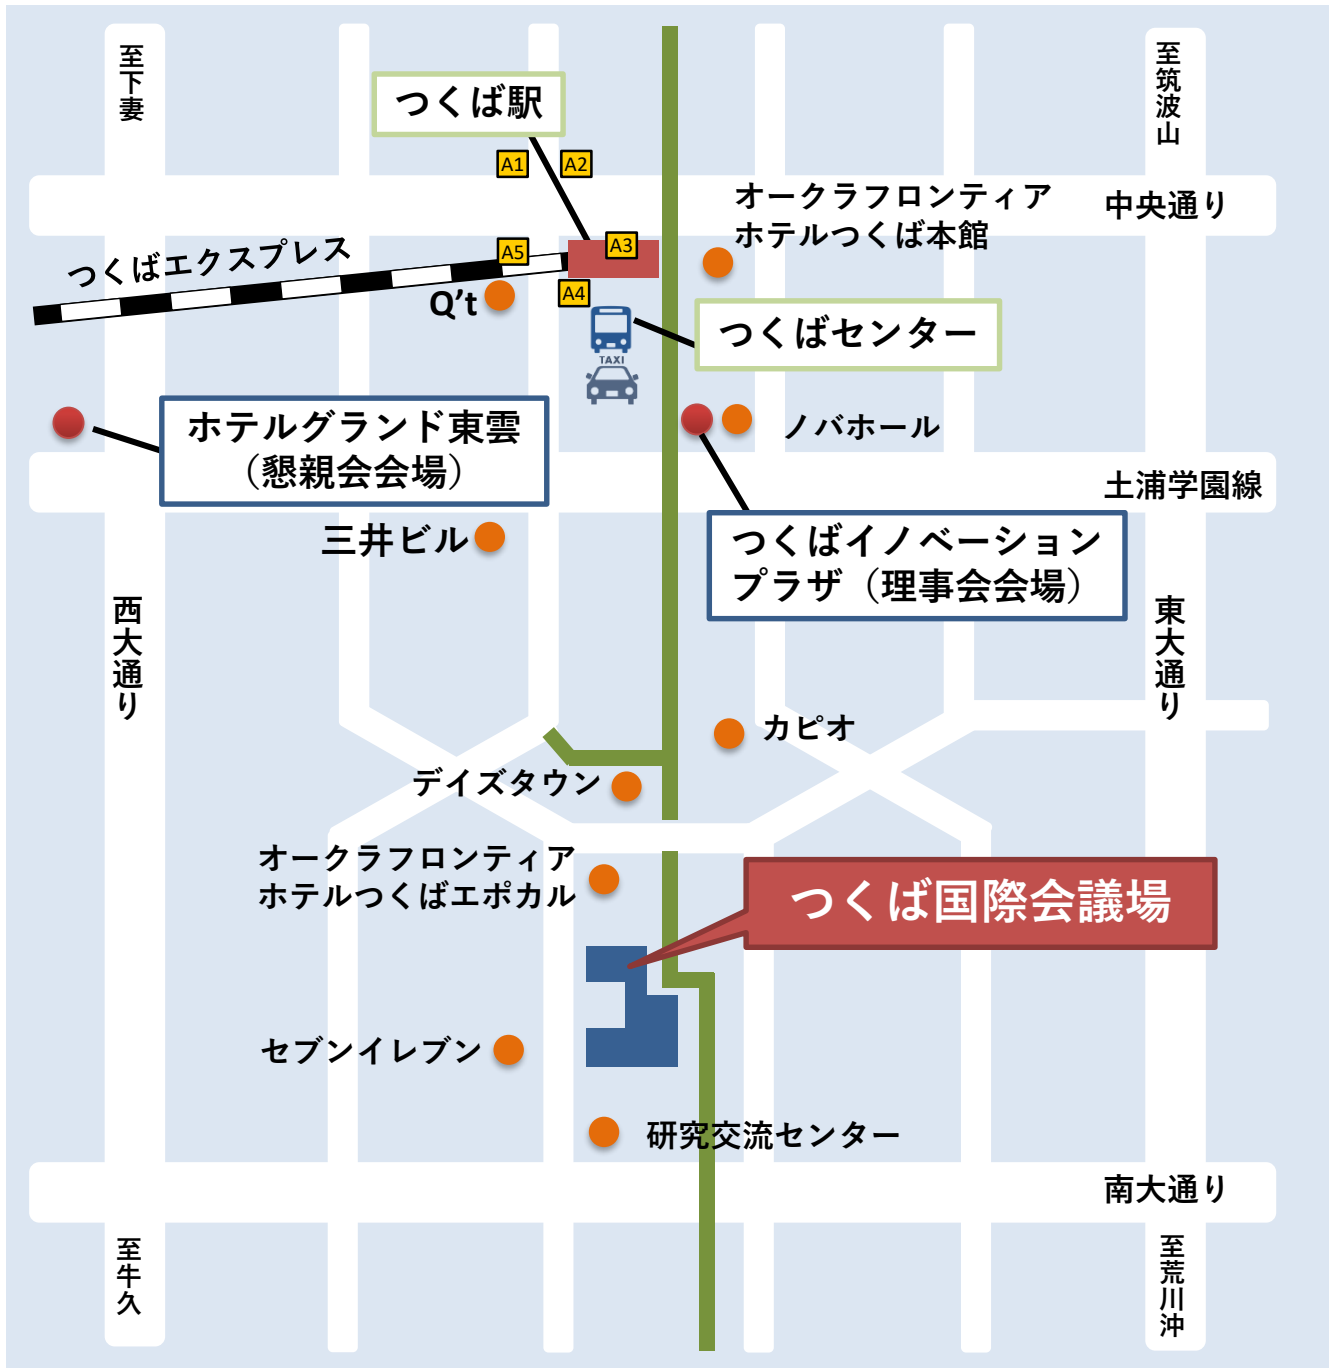 至下妻
至筑波山
つくば駅
A1
A2
オークラフロンティア
ホテルつくば本館
中央通り
つくばエクスプレス
A5
A3
A4
Q't
TAXI
つくばセンター
ホテルグランド東雲
（懇親会会場）
ノバホール
土浦学園線
三井ビル
つくばイノベーション
プラザ（理事会会場）
西大通り
東大通り
カピオ
デイズタウン
オークラフロンティア
ホテルつくばエポカル
つくば国際会議場
セブンイレブン
研究交流センター
南大通り
至牛久
至荒川沖